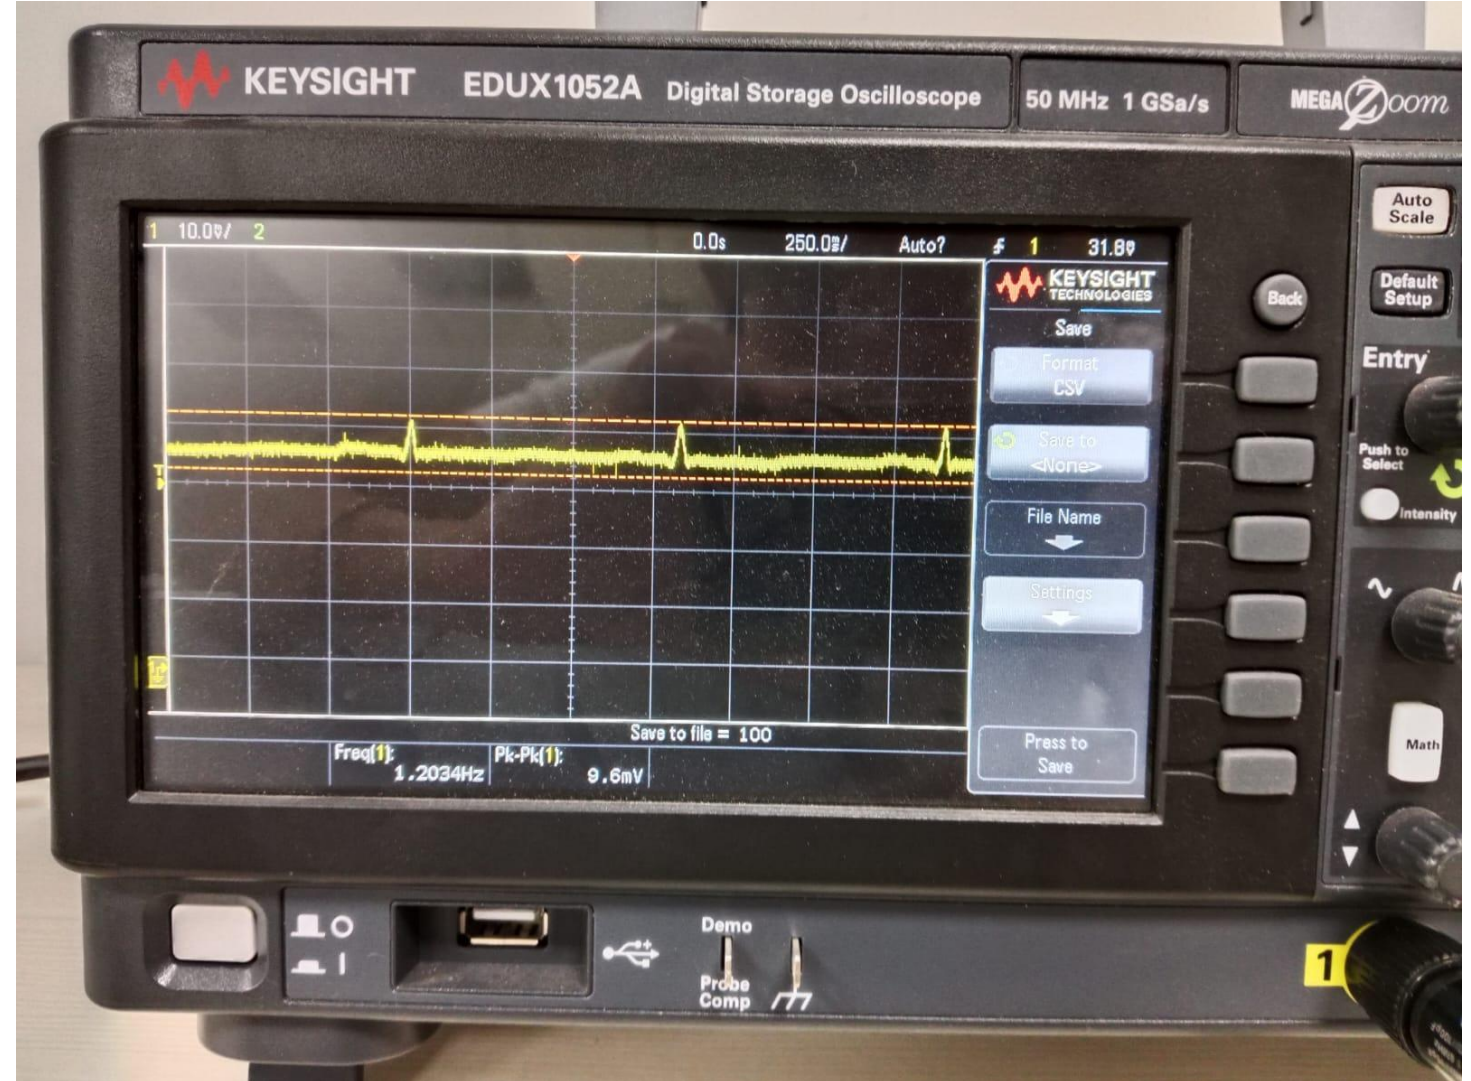 KEYSIGHT EDUX1052A Digital Storage Oscilloscope 50 MHz 1 GSa/s MEGA Zoom
1 10.0V/ 2 0.0s 250.0ms/ Auto? 1 31.8V
KEYSIGHT
TECHNOLOGIES
Save
Format
CSV
Save to
<None>
File Name
Settings
Press to
Save
T
Save to file = 100
Freq(1):
1.2034Hz
Pk-Pk(1):
9.6mV
Auto
Scale
Default
Setup
Back
Entry
Push to
Select
Intensity
Math
Demo
Probe
Comp
1